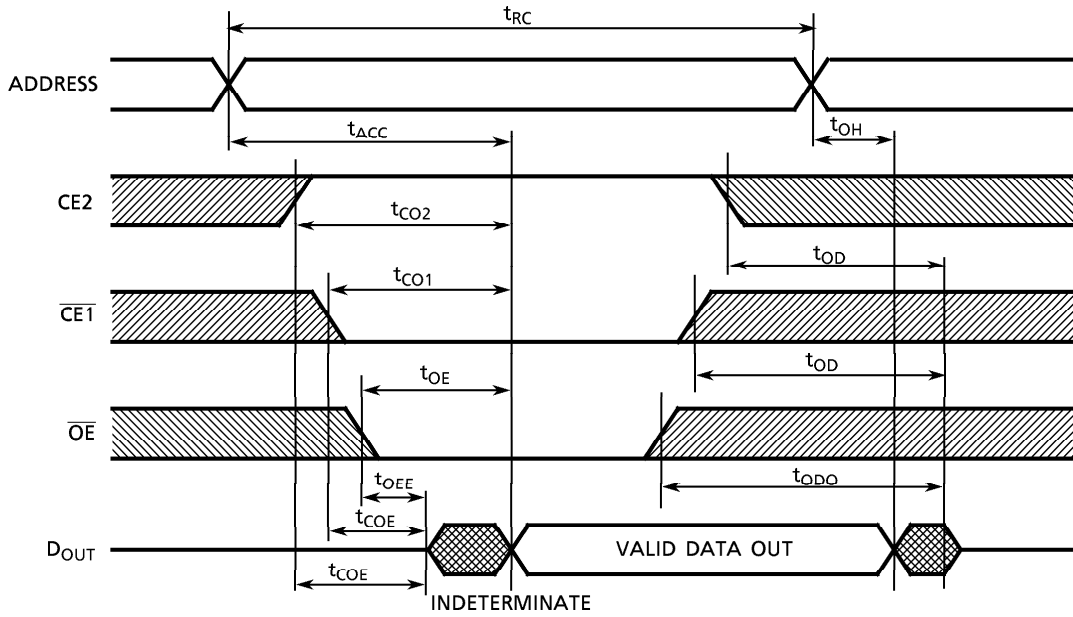 tRC
ADDRESS
tACC
tOH
CE2
tCO2
tOD
CE1
tCO1
tOD
OE
tOE
tOEE
tODO
tCOE
DOUT
VALID DATA OUT
tCOE
INDETERMINATE